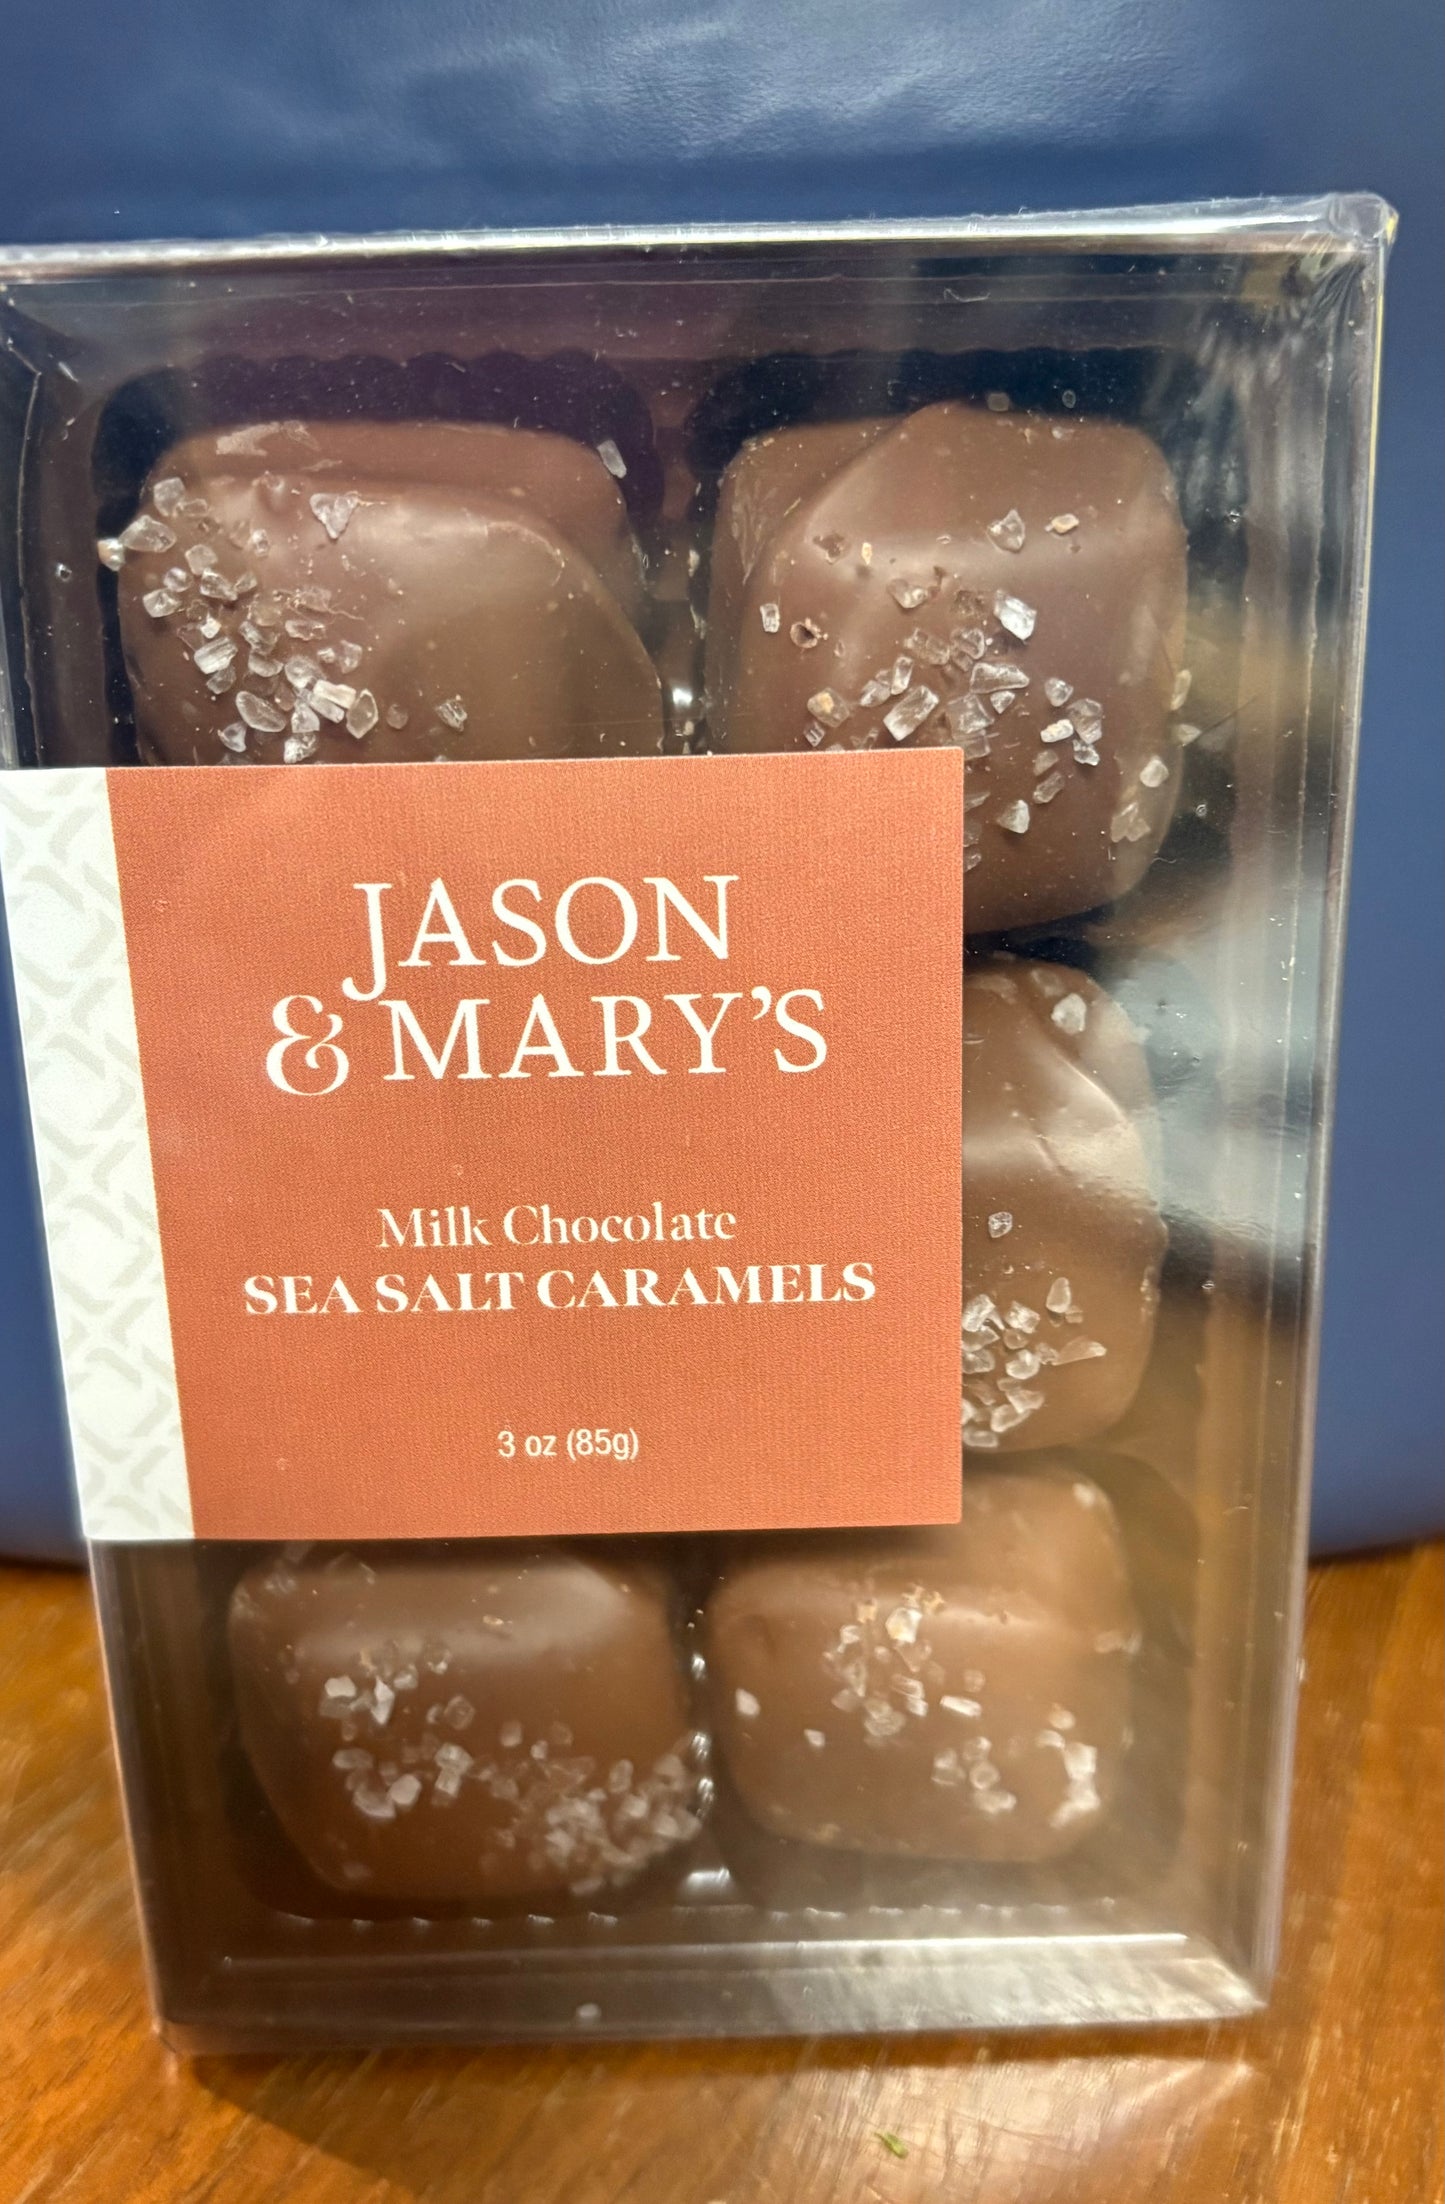 JASON
& MARY'S
Milk Chocolate
SEA SALT CARAMELS
3 oz (85g)